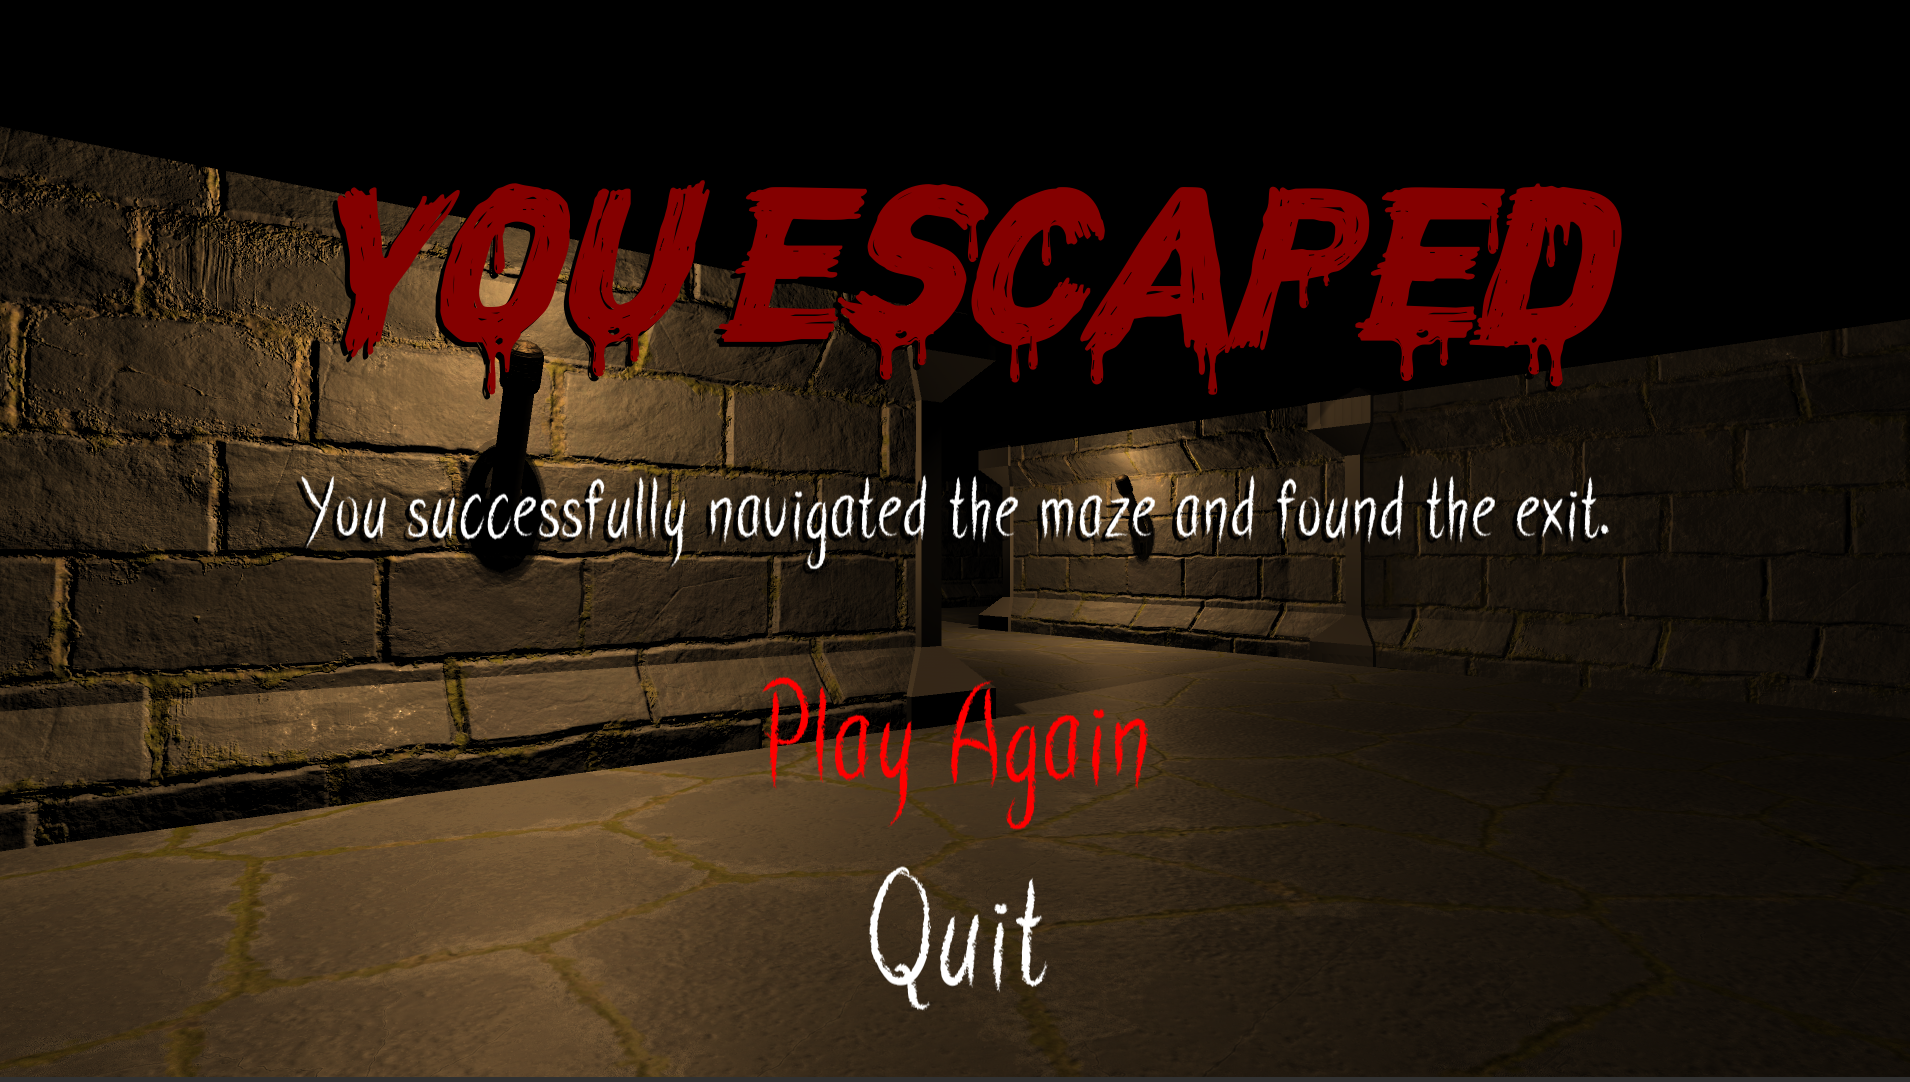 YOU ESCAPED
You successfully navigated the maze and found the exit.
Play Again
Quit